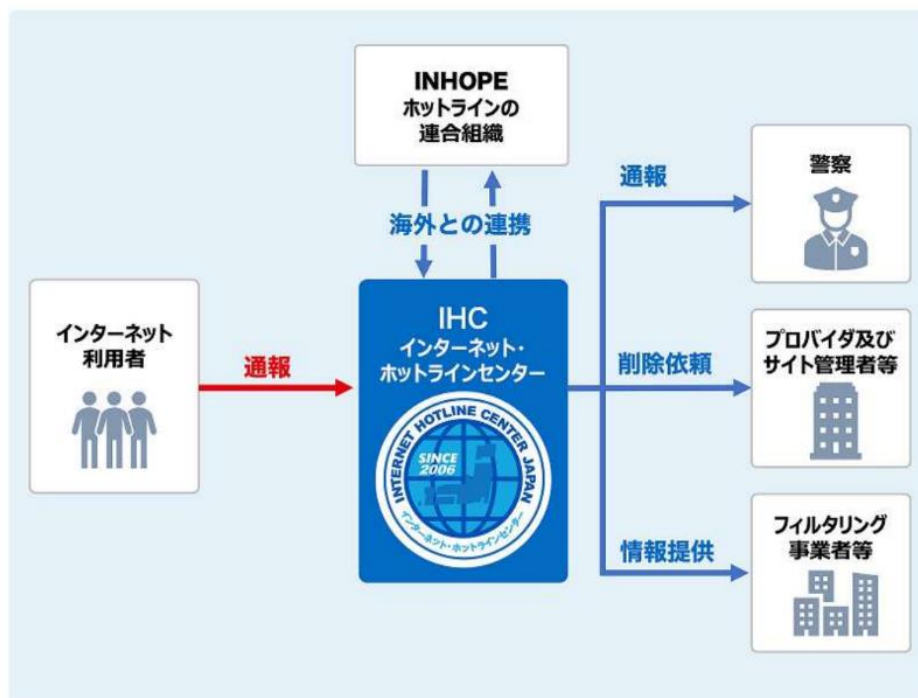 INHOPE
ホットラインの
連合組織
海外との連携
インターネット
利用者
通報
IHC
インターネット・
ホットラインセンター
INTERNET HOTLINE CENTER JAPAN
SINCE
2006
インターネット・ホットラインセンター
通報
警察
削除依頼
プロバイダ及び
サイト管理者等
情報提供
フィルタリング
事業者等